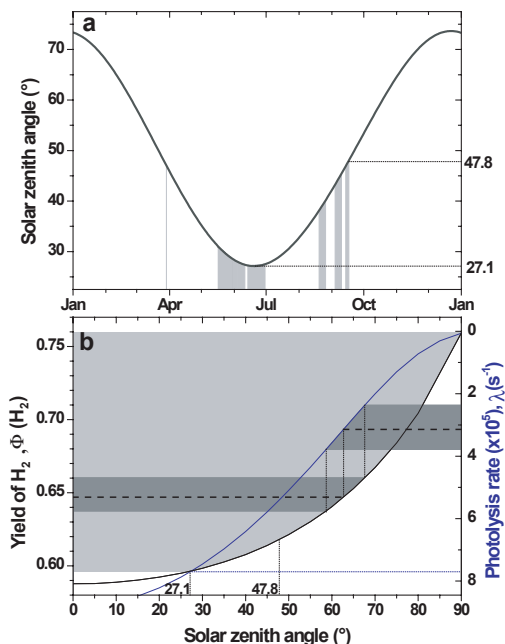 a
Solar zenith angle (°)
70
60
50
40
30
47.8
27.1
Jan Apr Jul Oct Jan
b
Yield of H2 ,Φ (H2)
0.75
0.70
0.65
0.60
0
2
4
6
8
Photolysis rate (x10⁵), λ(s⁻¹)
27.1 47.8
0 10 20 30 40 50 60 70 80 90
Solar zenith angle (°)